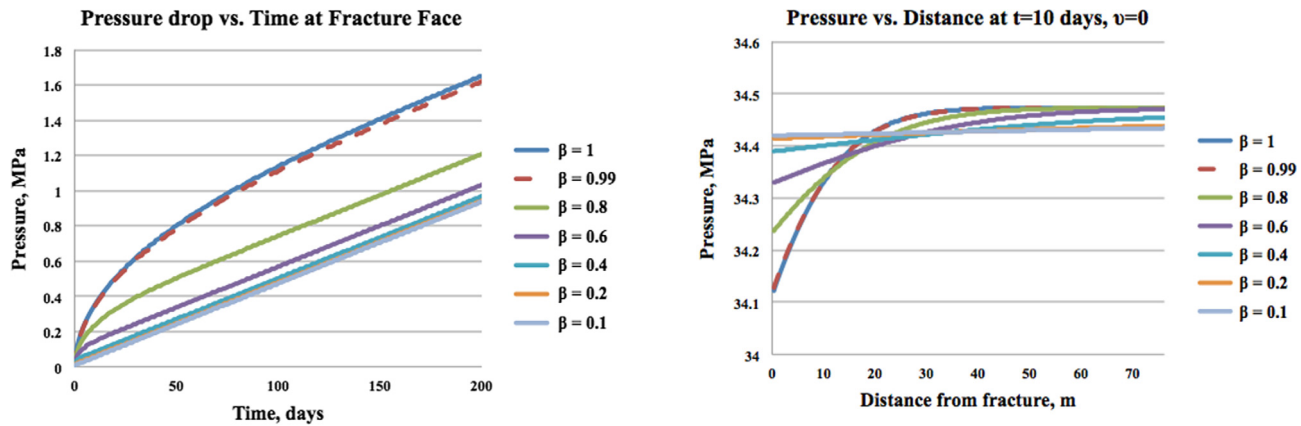 Pressure drop vs. Time at Fracture Face
1.8
1.6
1.4
1.2
1
0.8
0.6
0.4
0.2
0
Pressure, MPa
0 50 100 150 200
Time, days
β = 1
β = 0.99
β = 0.8
β = 0.6
β = 0.4
β = 0.2
β = 0.1
Pressure vs. Distance at t=10 days, υ=0
34.6
34.5
34.4
34.3
34.2
34.1
34
Pressure, MPa
0 10 20 30 40 50 60 70
Distance from fracture, m
β = 1
β = 0.99
β = 0.8
β = 0.6
β = 0.4
β = 0.2
β = 0.1